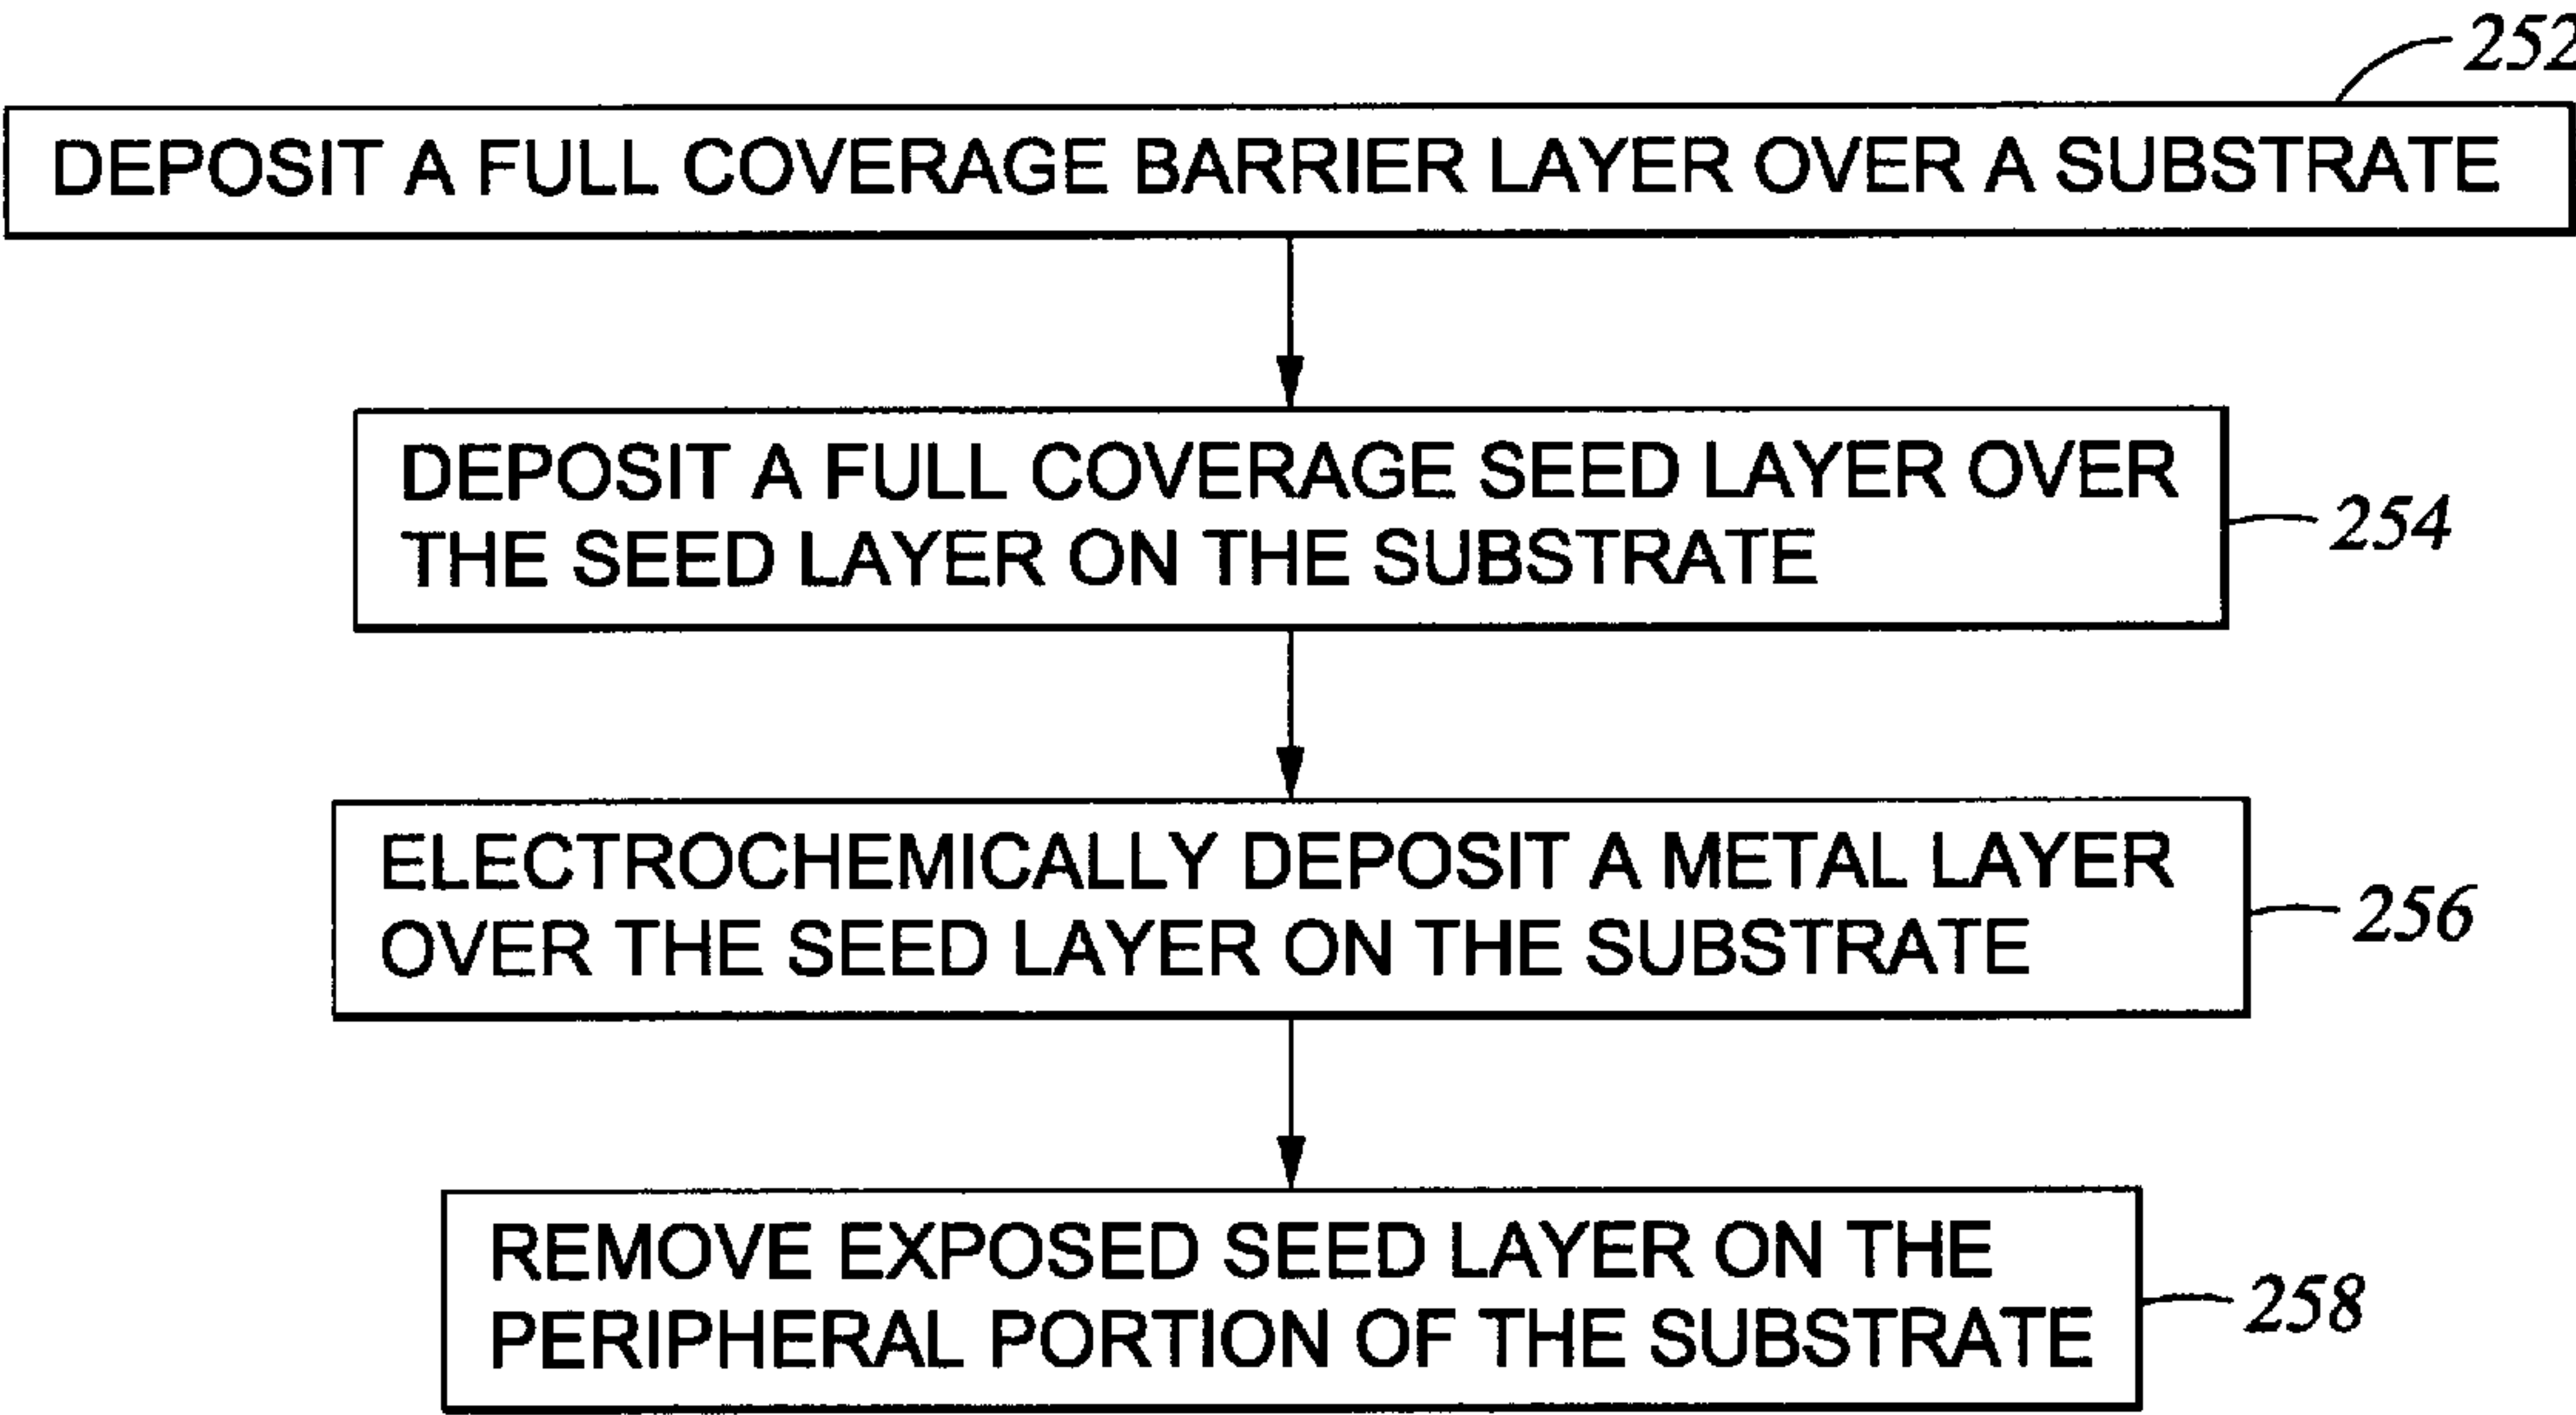 252
DEPOSIT A FULL COVERAGE BARRIER LAYER OVER A SUBSTRATE
DEPOSIT A FULL COVERAGE SEED LAYER OVER
THE SEED LAYER ON THE SUBSTRATE
254
ELECTROCHEMICALLY DEPOSIT A METAL LAYER
OVER THE SEED LAYER ON THE SUBSTRATE
256
REMOVE EXPOSED SEED LAYER ON THE
PERIPHERAL PORTION OF THE SUBSTRATE
258